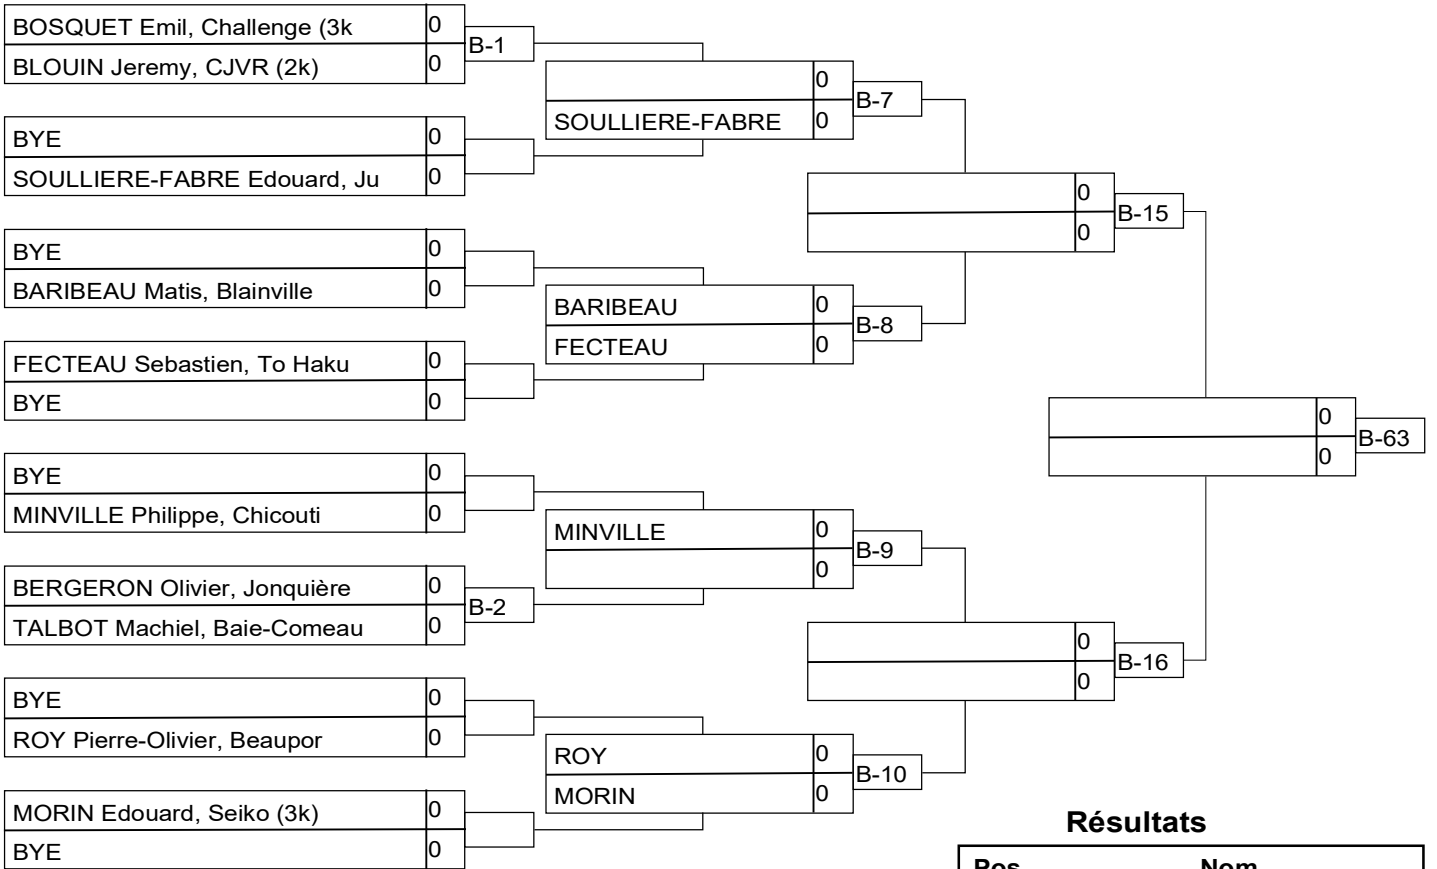 BOSQUET Emil, Challenge (3k 0
B-1
BLOUIN Jeremy, CJVR (2k) 0
0
B-7
SOULLIERE-FABRE 0
BYE 0
SOULLIERE-FABRE Edouard, Ju 0
0
B-15
0
BYE 0
BARIBEAU Matis, Blainville 0
BARIBEAU 0
B-8
FECTEAU 0
FECTEAU Sebastien, To Haku 0
BYE 0
0
B-63
0
BYE 0
MINVILLE Philippe, Chicouti 0
MINVILLE 0
B-9
0
BERGERON Olivier, Jonquière 0
B-2
TALBOT Machiel, Baie-Comeau 0
0
B-16
0
BYE 0
ROY Pierre-Olivier, Beaupor 0
ROY 0
B-10
MORIN 0
MORIN Edouard, Seiko (3k) 0
BYE 0
Résultats
Pos Nom